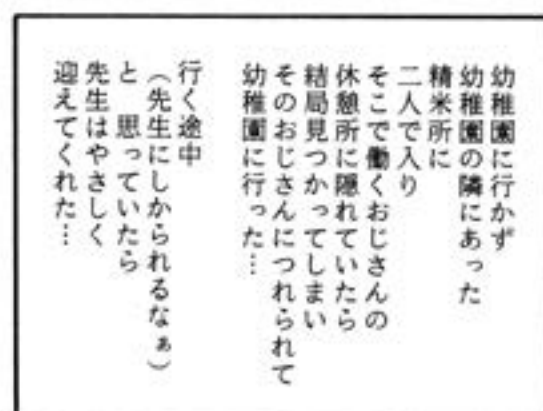 幼稚園に行かず
幼稚園の隣にあった
精米所に
二人で入り
そこで働くおじさんの
休憩所に隠れていたら
結局見つかってしまい
そのおじさんにつれられて
幼稚園に行った…
行く途中
（先生にしかられるなぁ）
と　思っていたら
先生はやさしく
迎えてくれた…